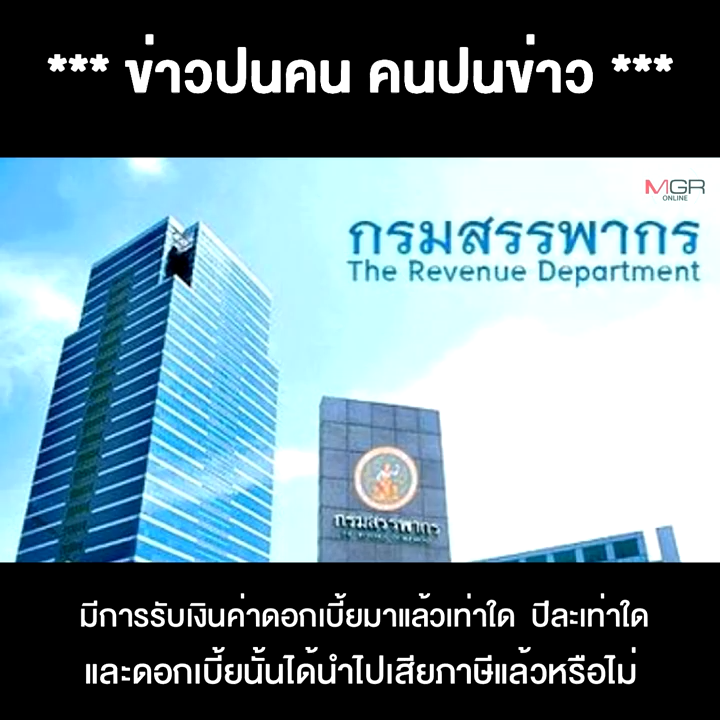 *** ข่าวปนคน คนปนข่าว ***
MGR
ONLINE
กรมสรรพากร
The Revenue Department
กรมสรรพากร
มีการรับเงินค่าดอกเบี้ยมาแล้วเท่าใด ปีละเท่าใด
และดอกเบี้ยนั้นได้นำไปเสียภาษีแล้วหรือไม่